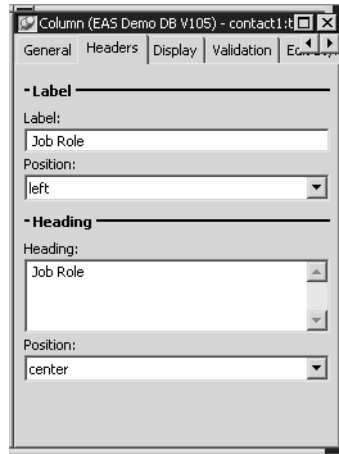 Column (EAS Demo DB V105) - contact1:t
General Headers Display Validation
Label
Label:
Job Role
Position:
left
Heading
Heading:
Job Role
Position:
center